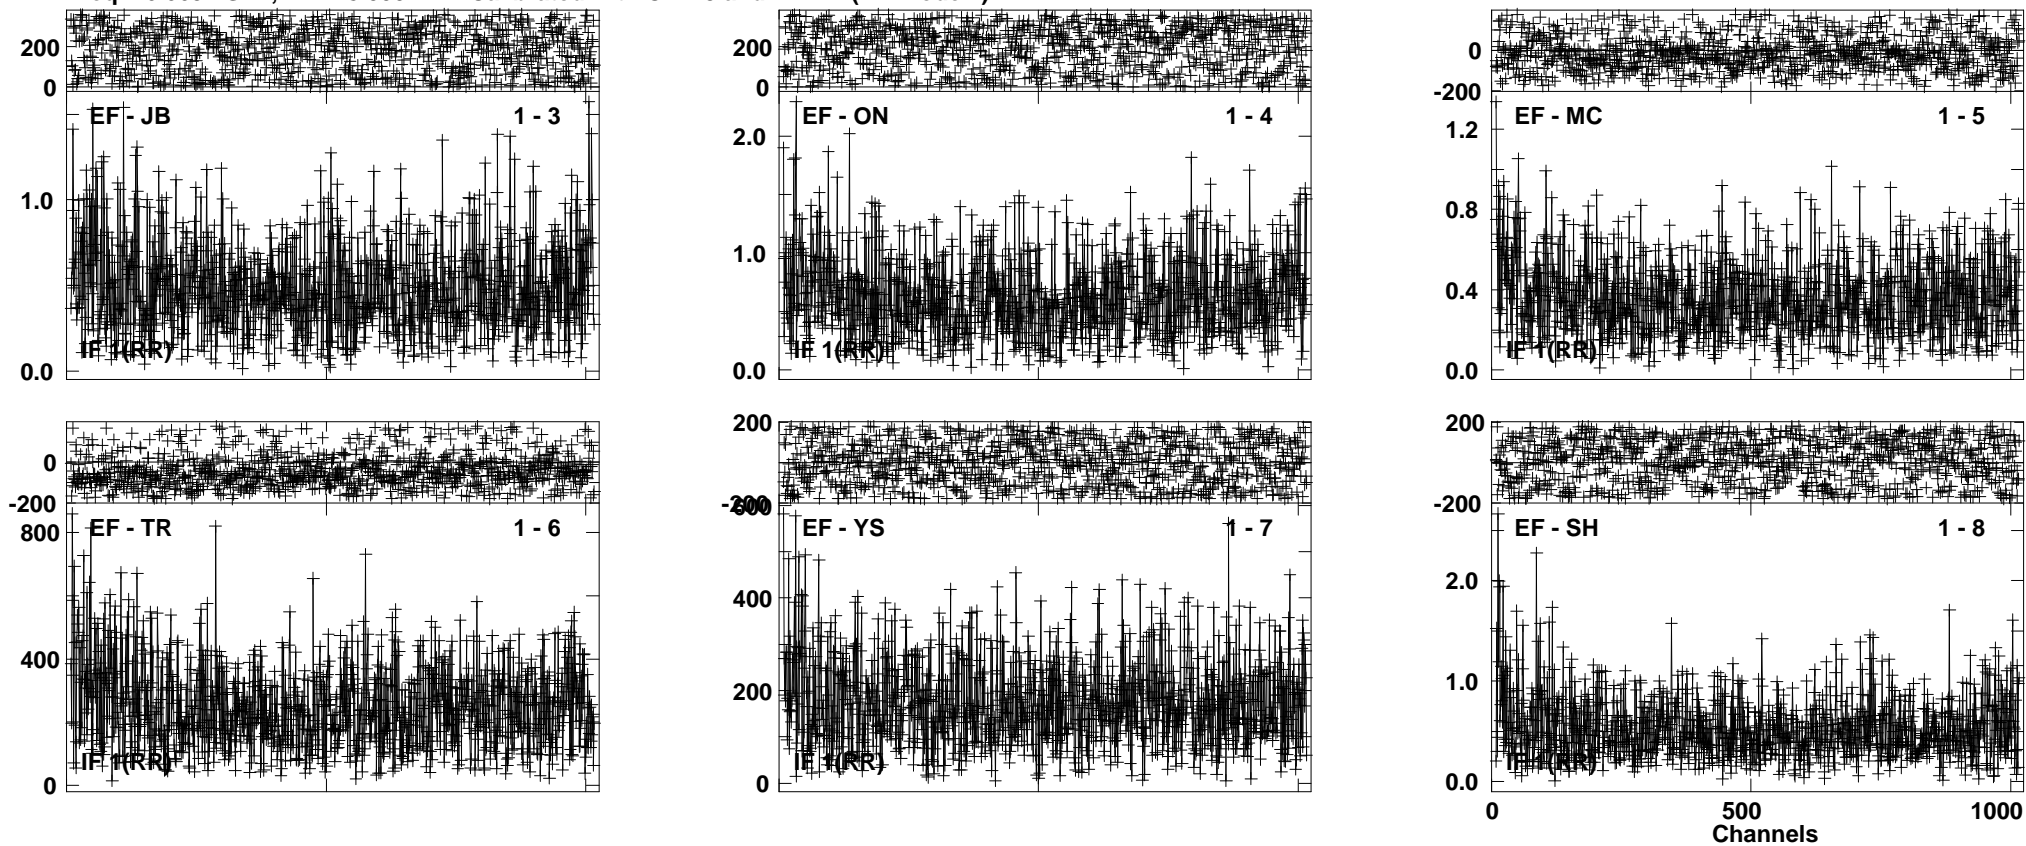 200 200 0
0 0 -200
EF - JB 1 - 3 EF - ON 1 - 4 EF - MC 1 - 5
2.0 1.2
1.0 1.0 0.8
0.4
IF 1(RR) IF 1(RR) IF 1(RR)
0.0 0.0 0.0
200 200
0
-200 -200 -200
800 600
EF - TR 1 - 6 EF - YS 1 - 7 EF - SH 1 - 8
400 400 2.0
200 1.0
IF 1(RR) IF 1(RR) IF 1(RR)
0 0 0.0
0 500 1000
Channels